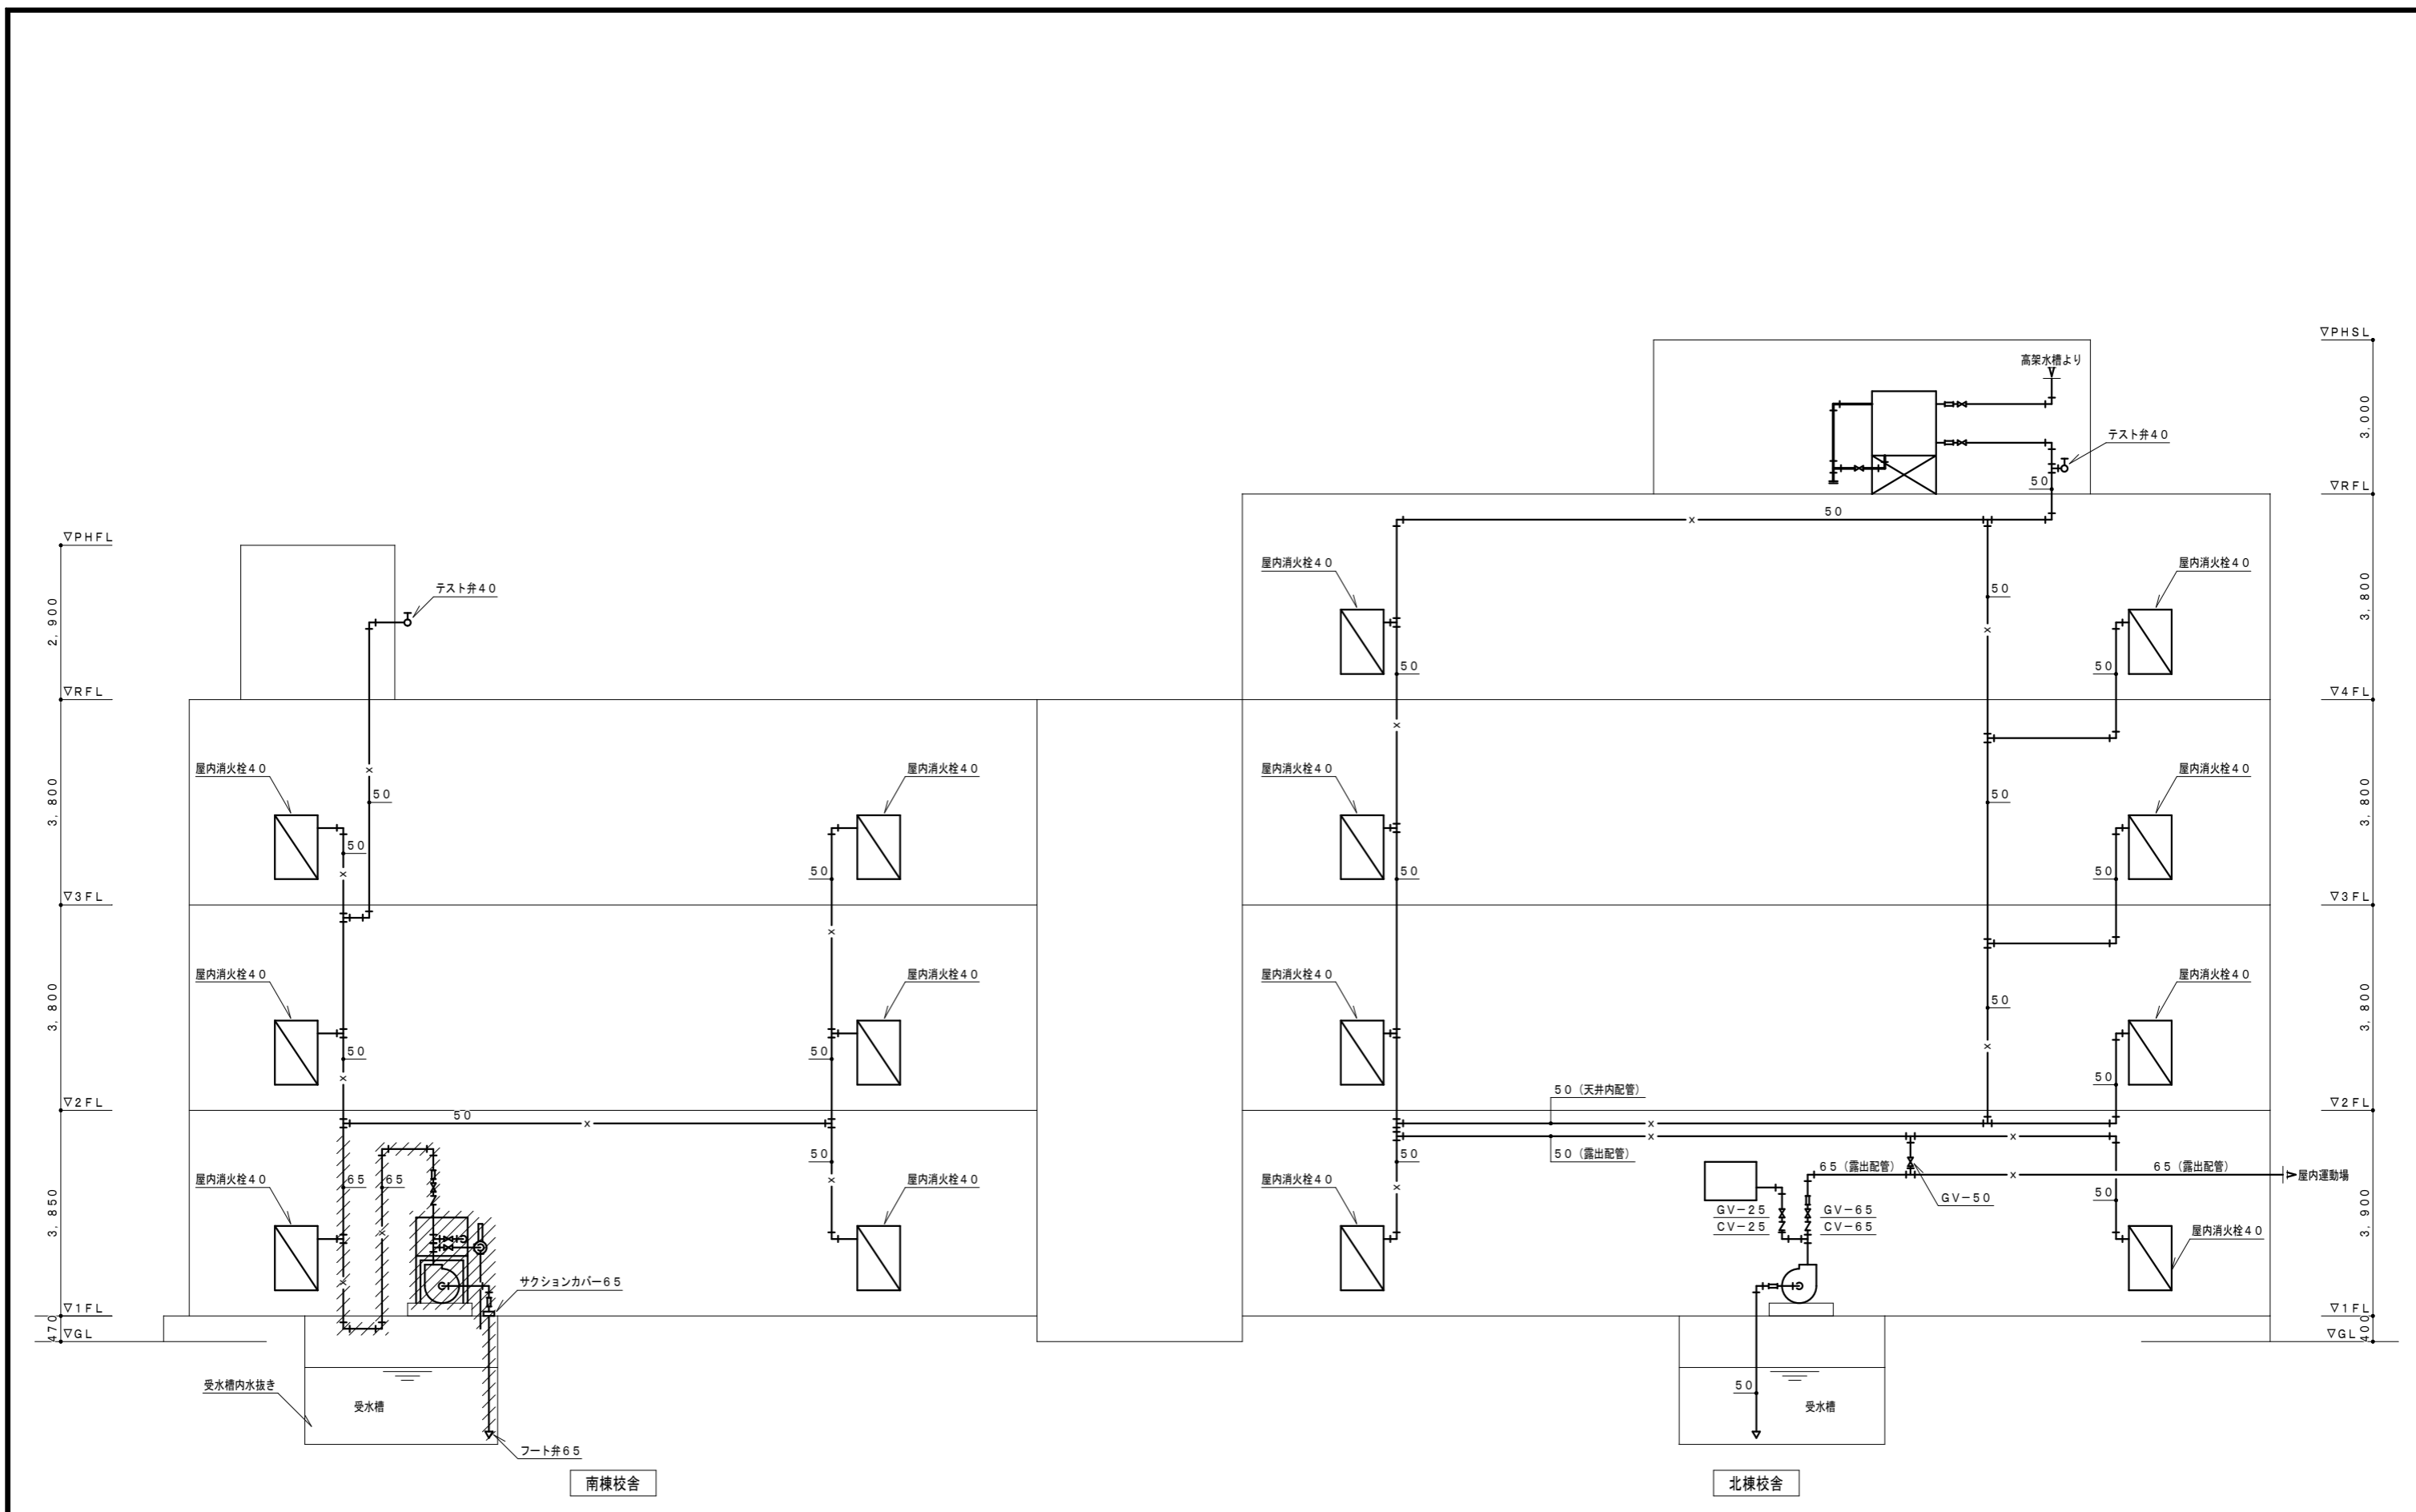 ▽PHSL
高架水槽より
3,000
テスト弁40
50
▽RFL
50
▽PHFL
屋内消火栓40
屋内消火栓40
テスト弁40
50
2,900
3,800
50
50
▽RFL
▽4FL
屋内消火栓40
屋内消火栓40
屋内消火栓40
屋内消火栓40
3,800
50
50
3,800
50
50
50
50
▽3FL
▽3FL
屋内消火栓40
屋内消火栓40
屋内消火栓40
屋内消火栓40
3,800
50
3,800
50
50
50
50(天井内配管)
▽2FL
▽2FL
50
50(露出配管)
50
50
65(露出配管)
65(露出配管)
屋内運動場
屋内消火栓40
65
65
屋内消火栓40
屋内消火栓40
GV-50
50
3,850
GV-25
CV-25
GV-65
CV-65
屋内消火栓40
3,900
サクションカバー65
▽1FL
▽1FL
470
▽GL
▽GL
400
受水槽内水抜き
受水槽
50
受水槽
フート弁65
南棟校舎
北棟校舎